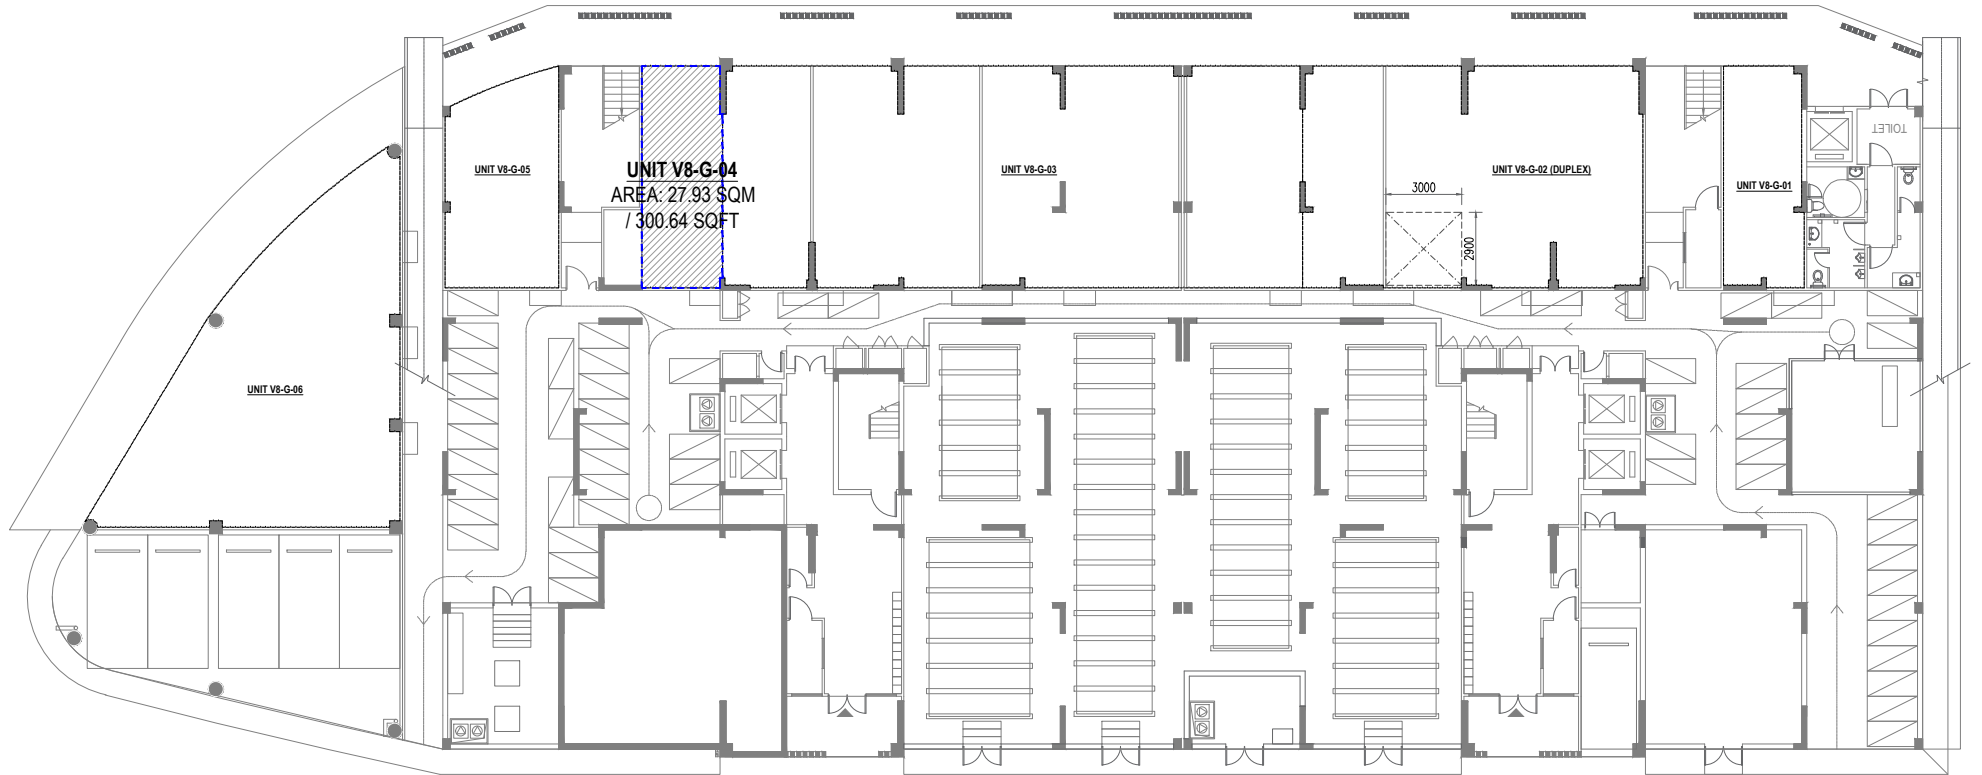 TOILET
UNIT V8-G-05
UNIT V8-G-04
AREA: 27.93 SQM
/ 300.64 SQFT
UNIT V8-G-03
UNIT V8-G-02 (DUPLEX)
UNIT V8-G-01
3000
2900
UNIT V8-G-06